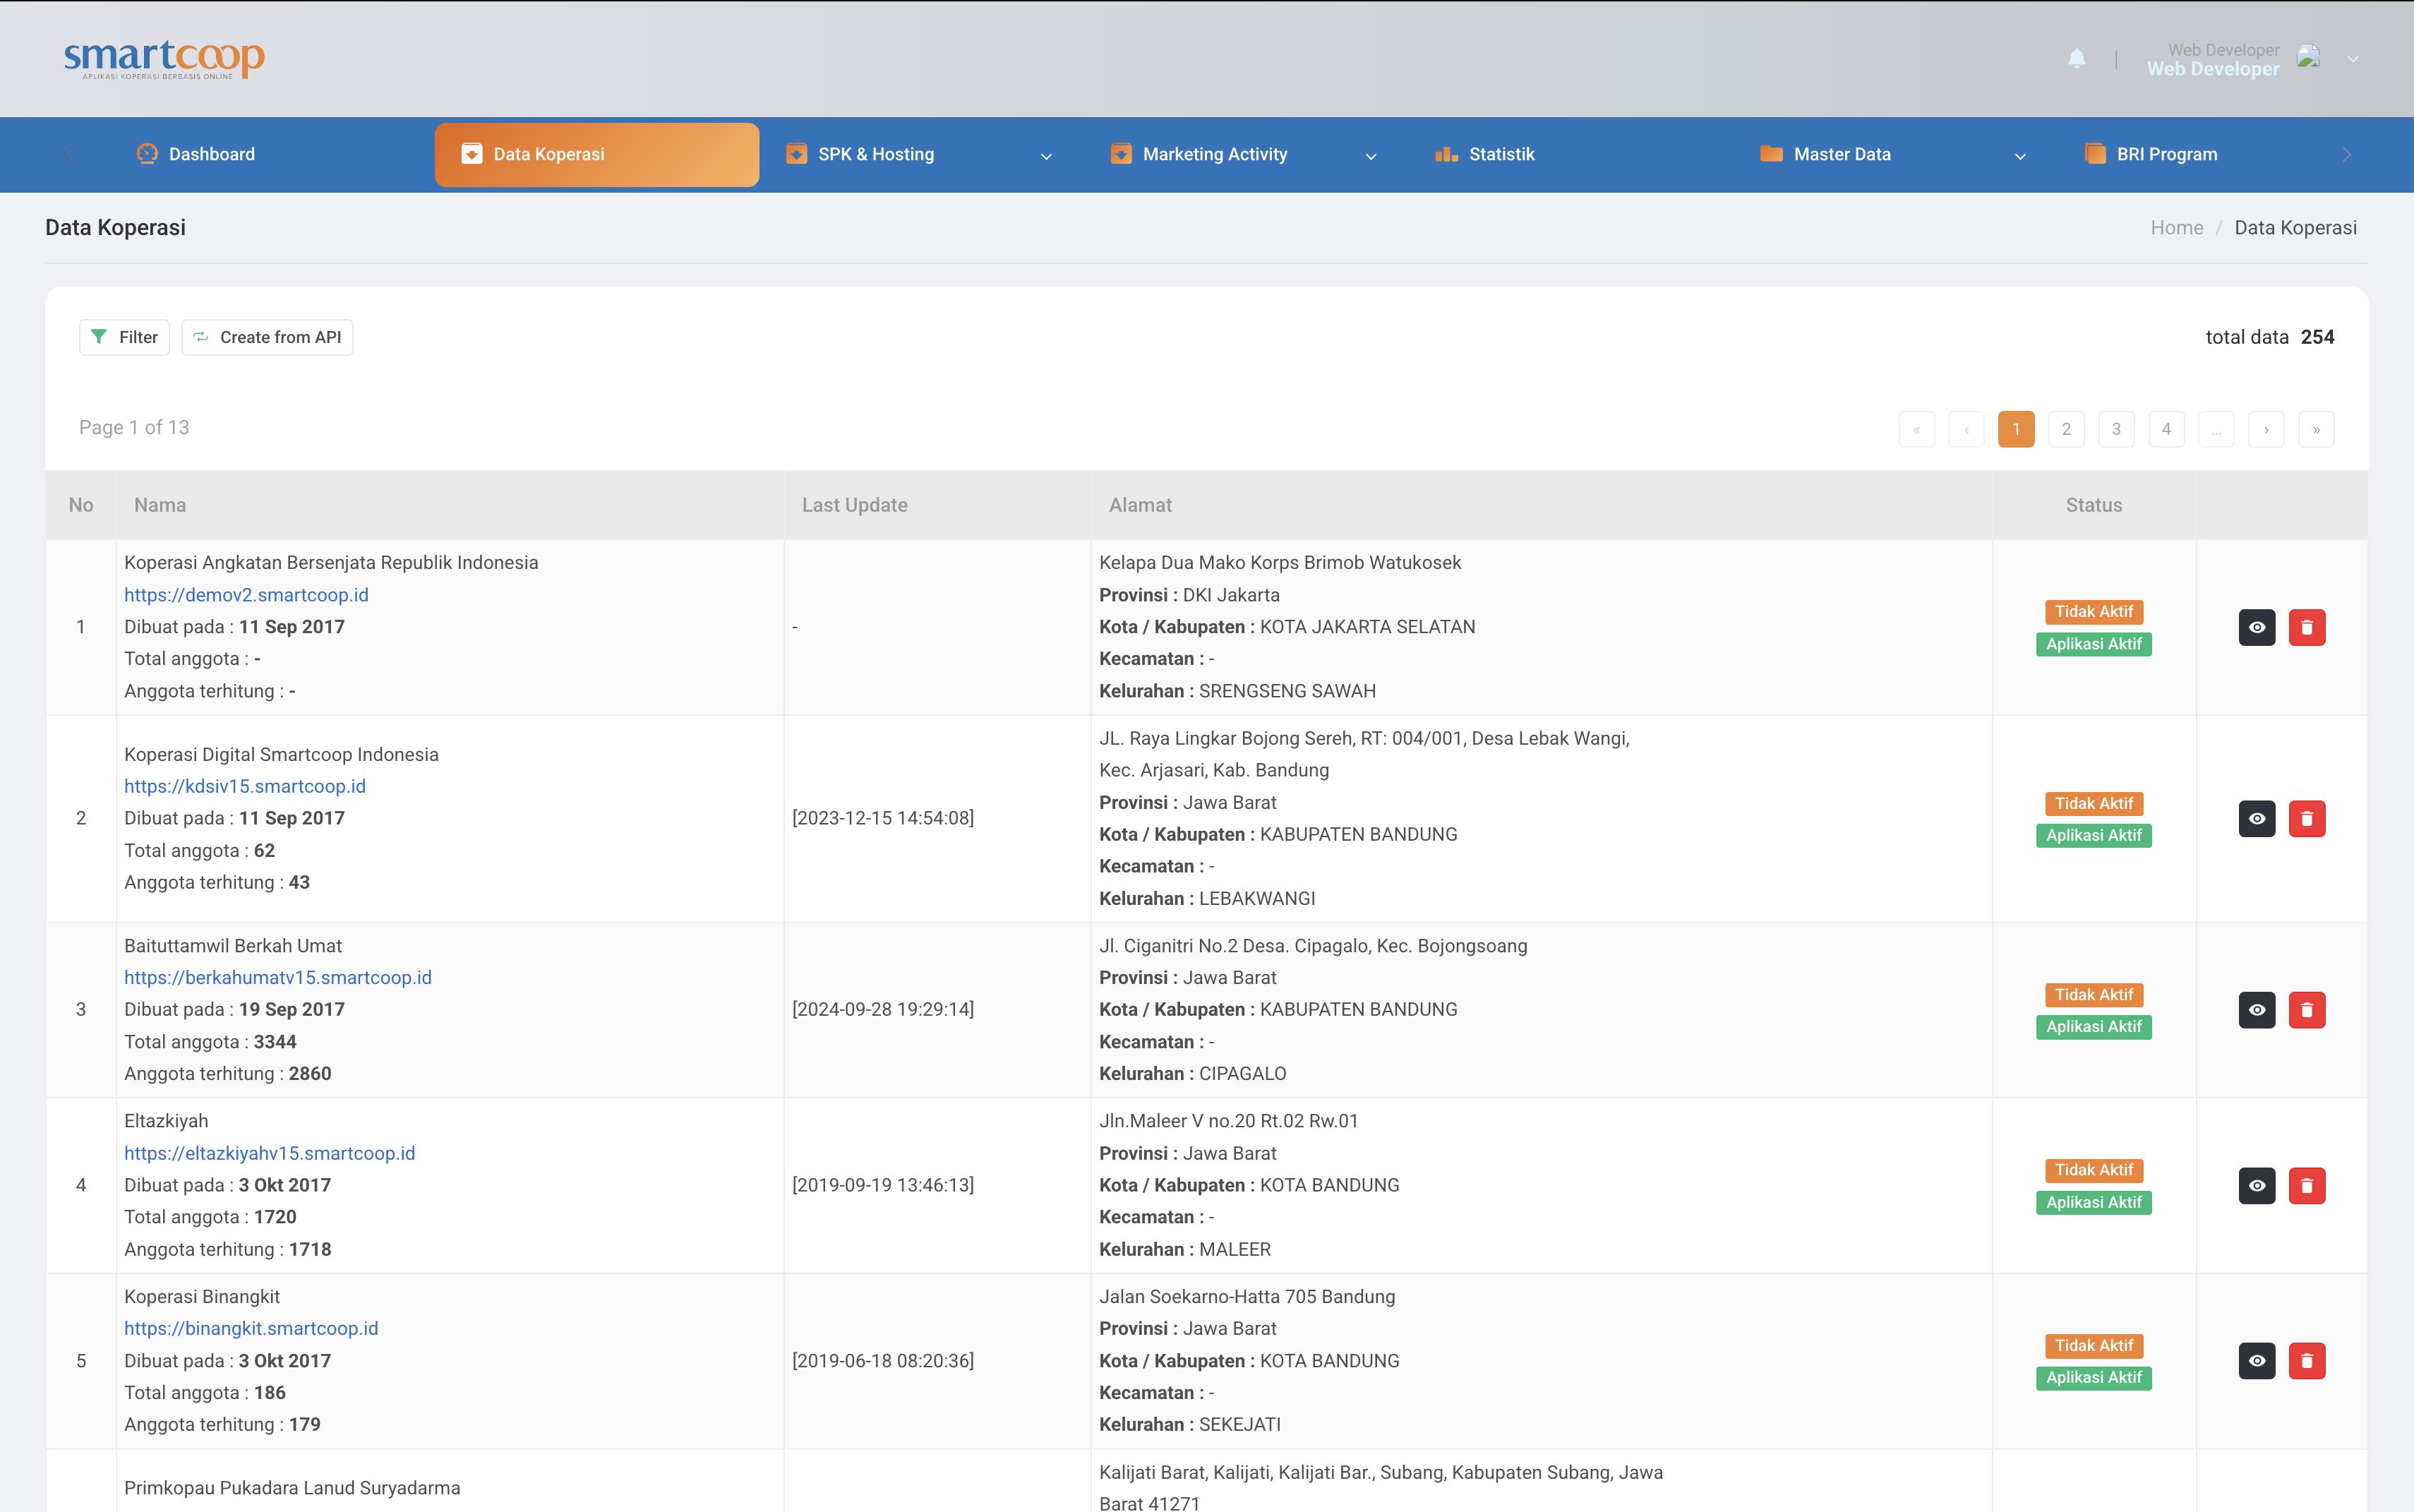 smartcoop
APLIKASI KOPERASI BERBASIS ONLINE
Web Developer
Web Developer
Dashboard
Data Koperasi
SPK & Hosting
Marketing Activity
Statistik
Master Data
BRI Program
Data Koperasi
Home / Data Koperasi
Filter
Create from API
total data 254
Page 1 of 13
« ‹ 1 2 3 4 ... › »
No Nama Last Update Alamat Status
1
Koperasi Angkatan Bersenjata Republik Indonesia
https://demov2.smartcoop.id
Dibuat pada : 11 Sep 2017
Total anggota : -
Anggota terhitung : -
-
Kelapa Dua Mako Korps Brimob Watukosek
Provinsi : DKI Jakarta
Kota / Kabupaten : KOTA JAKARTA SELATAN
Kecamatan : -
Kelurahan : SRENGSENG SAWAH
Tidak Aktif
Aplikasi Aktif
2
Koperasi Digital Smartcoop Indonesia
https://kdsiv15.smartcoop.id
Dibuat pada : 11 Sep 2017
Total anggota : 62
Anggota terhitung : 43
[2023-12-15 14:54:08]
JL. Raya Lingkar Bojong Sereh, RT: 004/001, Desa Lebak Wangi,
Kec. Arjasari, Kab. Bandung
Provinsi : Jawa Barat
Kota / Kabupaten : KABUPATEN BANDUNG
Kecamatan : -
Kelurahan : LEBAKWANGI
Tidak Aktif
Aplikasi Aktif
3
Baituttamwil Berkah Umat
https://berkahumatv15.smartcoop.id
Dibuat pada : 19 Sep 2017
Total anggota : 3344
Anggota terhitung : 2860
[2024-09-28 19:29:14]
Jl. Ciganitri No.2 Desa. Cipagalo, Kec. Bojongsoang
Provinsi : Jawa Barat
Kota / Kabupaten : KABUPATEN BANDUNG
Kecamatan : -
Kelurahan : CIPAGALO
Tidak Aktif
Aplikasi Aktif
4
Eltazkiyah
https://eltazkiyahv15.smartcoop.id
Dibuat pada : 3 Okt 2017
Total anggota : 1720
Anggota terhitung : 1718
[2019-09-19 13:46:13]
Jln.Maleer V no.20 Rt.02 Rw.01
Provinsi : Jawa Barat
Kota / Kabupaten : KOTA BANDUNG
Kecamatan : -
Kelurahan : MALEER
Tidak Aktif
Aplikasi Aktif
5
Koperasi Binangkit
https://binangkit.smartcoop.id
Dibuat pada : 3 Okt 2017
Total anggota : 186
Anggota terhitung : 179
[2019-06-18 08:20:36]
Jalan Soekarno-Hatta 705 Bandung
Provinsi : Jawa Barat
Kota / Kabupaten : KOTA BANDUNG
Kecamatan : -
Kelurahan : SEKEJATI
Tidak Aktif
Aplikasi Aktif
Primkopau Pukadara Lanud Suryadarma
Kalijati Barat, Kalijati, Kalijati Bar., Subang, Kabupaten Subang, Jawa
Barat 41271